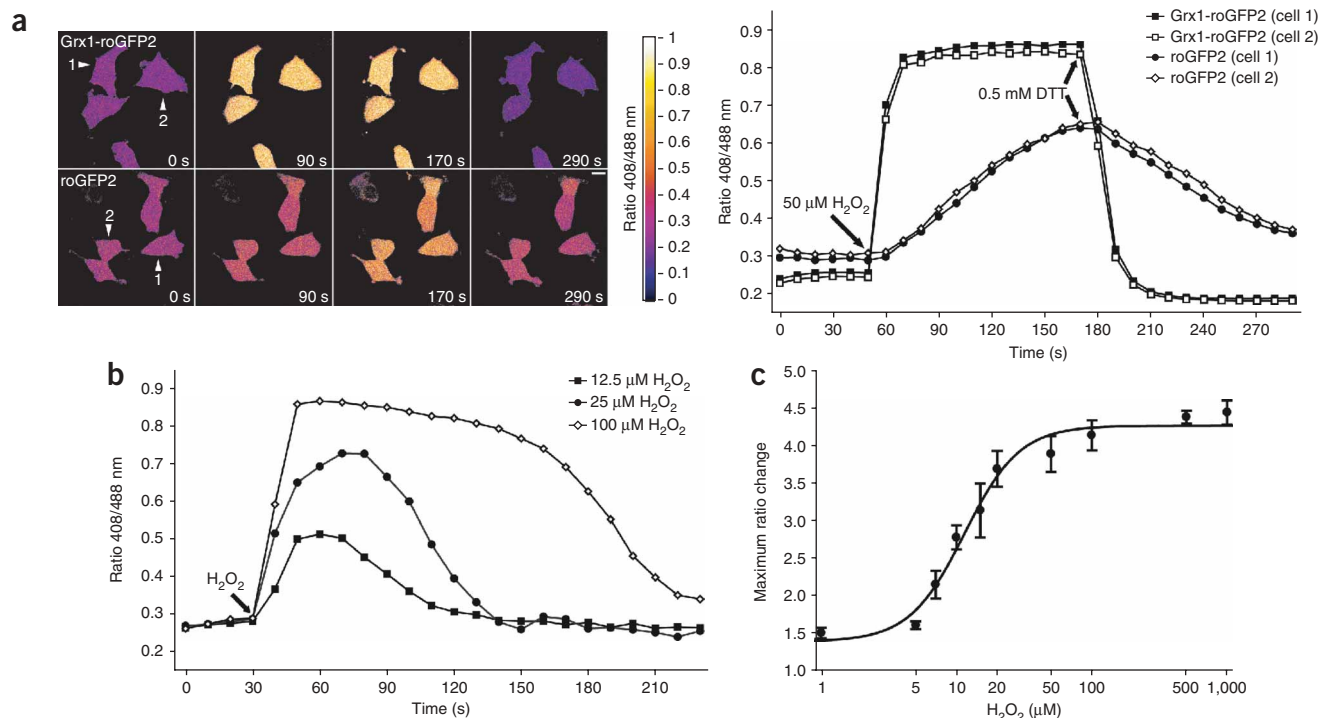 a
Grx1-roGFP2
1
2
0 s
90 s
170 s
290 s
roGFP2
2
1
0 s
90 s
170 s
290 s
1
0.9
0.8
0.7
0.6
0.5
0.4
0.3
0.2
0.1
0
Ratio 408/488 nm
Grx1-roGFP2 (cell 1)
Grx1-roGFP2 (cell 2)
roGFP2 (cell 1)
roGFP2 (cell 2)
0.9
0.8
0.7
0.6
0.5
0.4
0.3
0.2
Ratio 408/488 nm
0.5 mM DTT
50 μM H₂O₂
0 30 60 90 120 150 180 210 240 270
Time (s)
b
12.5 μM H₂O₂
25 μM H₂O₂
100 μM H₂O₂
0.9
0.8
0.7
0.6
0.5
0.4
0.3
0.2
Ratio 408/488 nm
H₂O₂
0 30 60 90 120 150 180 210
Time (s)
c
5.0
4.5
4.0
3.5
3.0
2.5
2.0
1.5
1.0
Maximum ratio change
1 5 10 20 50 100 500 1,000
H₂O₂ (μM)